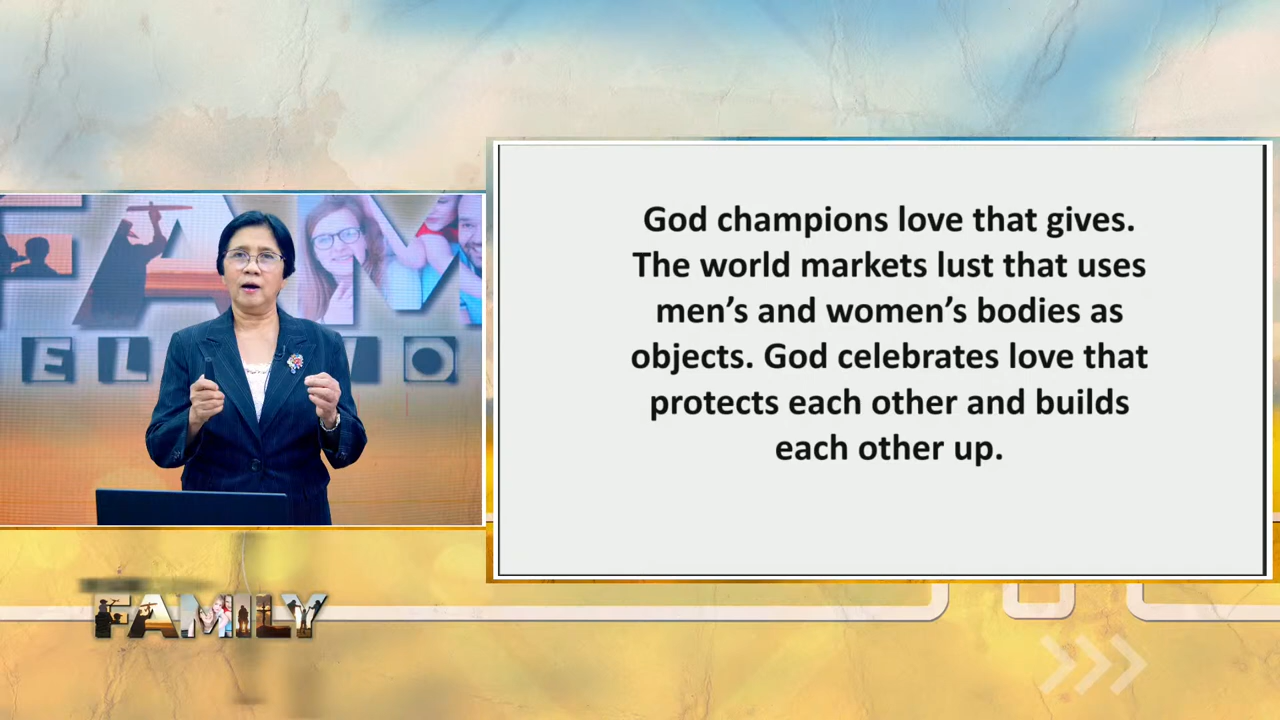 God champions love that gives.
The world markets lust that uses
men's and women's bodies as
objects. God celebrates love that
protects each other and builds
each other up.
FAM
FAMILY